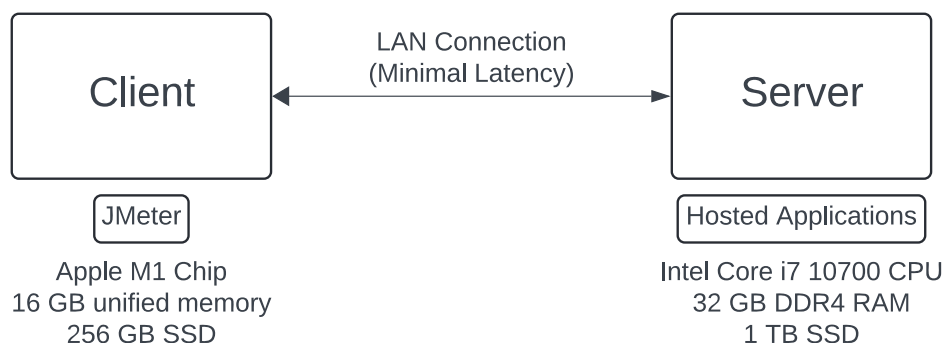 Client
LAN Connection
(Minimal Latency)
Server
JMeter
Apple M1 Chip
16 GB unified memory
256 GB SSD
Hosted Applications
Intel Core i7 10700 CPU
32 GB DDR4 RAM
1 TB SSD